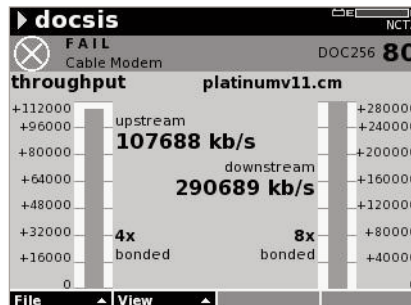 docsis
E
NCT
FAIL
Cable Modem
DOC256 80
throughput platinumv11.cm
+112000
+96000
+80000
+64000
+48000
+32000
+16000
0
upstream
107688 kb/s
downstream
290689 kb/s
4x
bonded
8x
bonded
+280000
+240000
+200000
+160000
+120000
+80000
+40000
File View